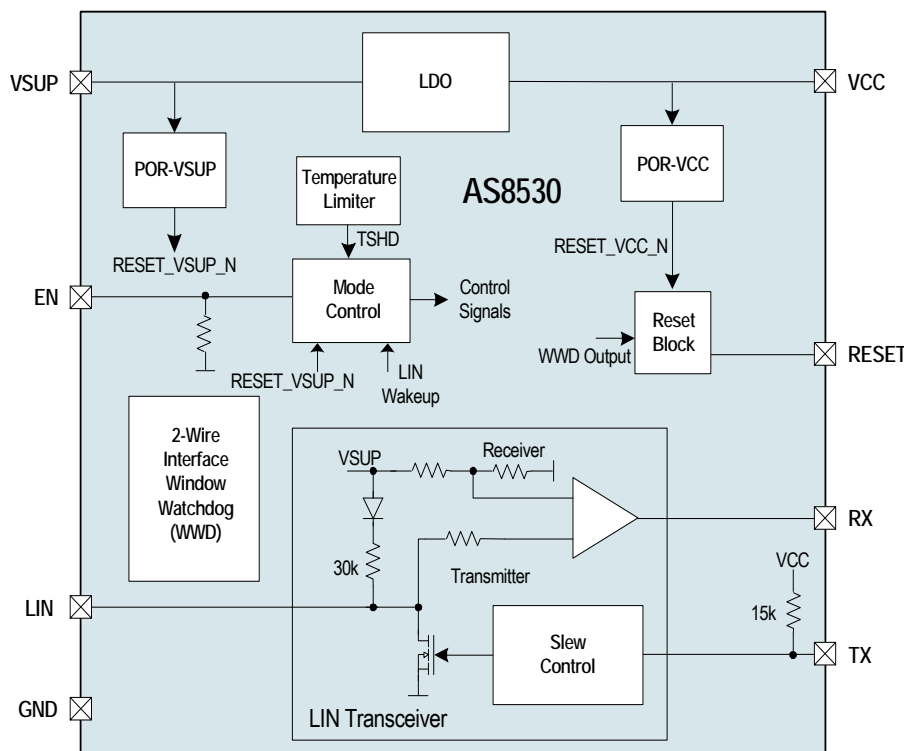 VSUP
LDO
VCC
POR-VSUP
POR-VCC
Temperature
Limiter
AS8530
TSHD
RESET_VSUP_N
RESET_VCC_N
EN
Mode
Control
Control
Signals
Reset
Block
WWD Output
RESET
RESET_VSUP_N
LIN
Wakeup
2-Wire
Interface
Window
Watchdog
(WWD)
VSUP
Receiver
RX
30k
Transmitter
VCC
15k
LIN
Slew
Control
TX
GND
LIN Transceiver